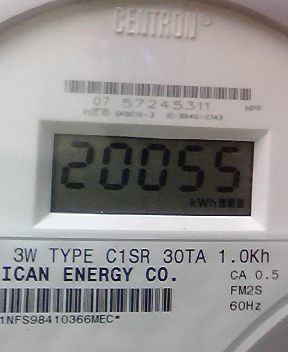 CENTRON®
07 57245311 HPP
20055
kWh
3W TYPE C1SR 30TA 1.0Kh
ICAN ENERGY CO. CA 0.5
FM2S
60Hz
1NFS98410366MEC*